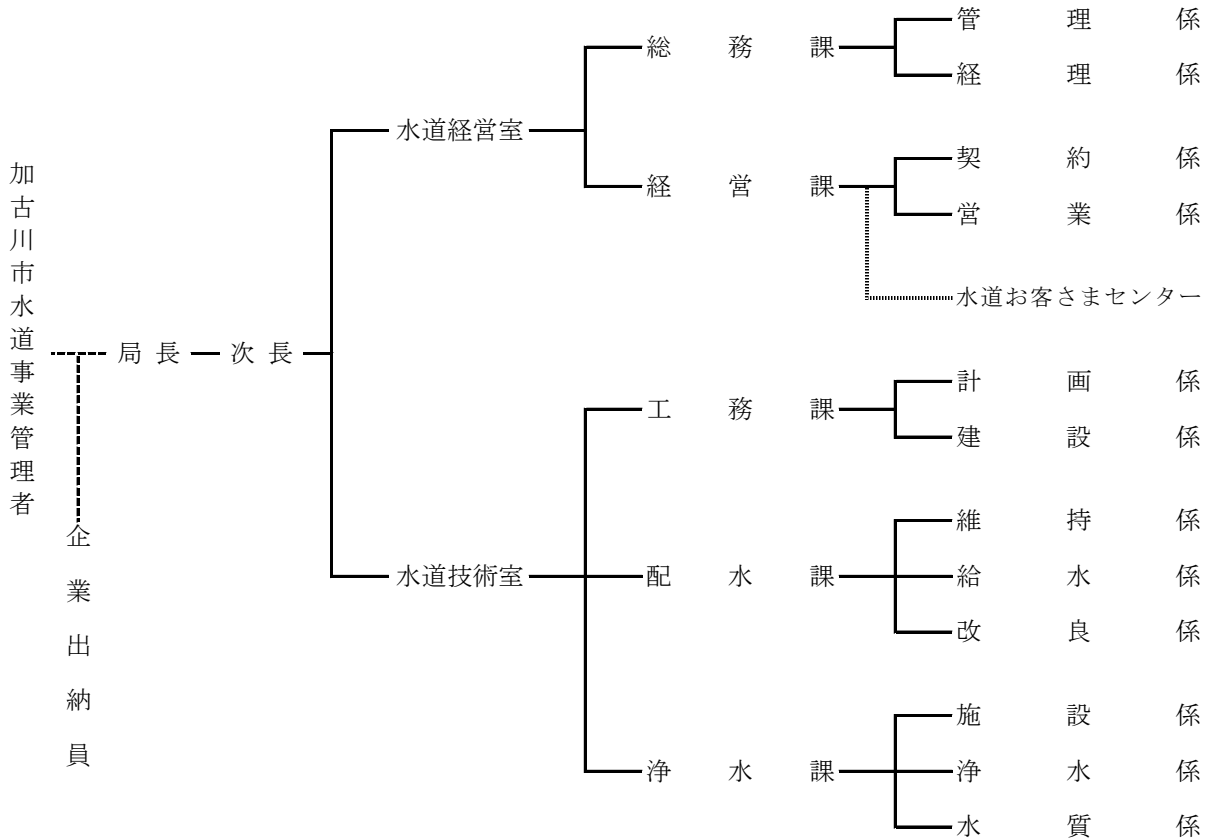 加古川市水道事業管理者
企業出納員
局長
次長
水道経営室
総務課
管理係
経理係
経営課
契約係
営業係
水道お客さまセンター
水道技術室
工務課
計画係
建設係
配水課
維持係
給水係
改良係
浄水課
施設係
浄水係
水質係